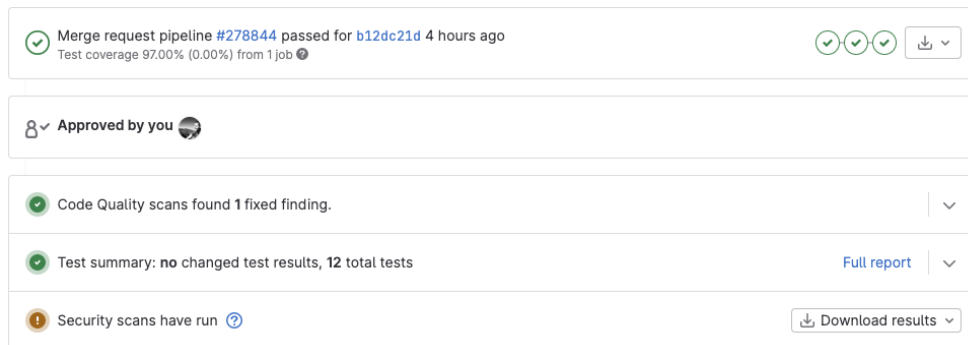 Merge request pipeline #278844 passed for b12dc21d 4 hours ago
Test coverage 97.00% (0.00%) from 1 job ?
Approved by you
Code Quality scans found 1 fixed finding.
Test summary: no changed test results, 12 total tests
Full report
Security scans have run ?
Download results